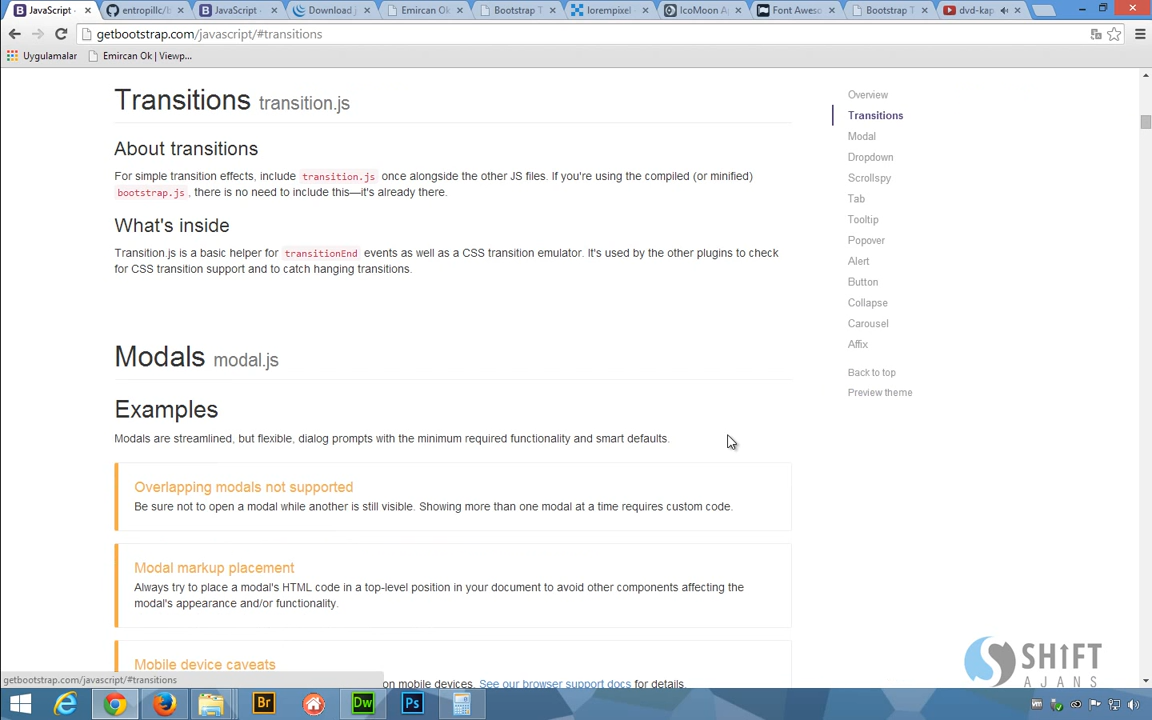 JavaScript ·
entropillc/b
JavaScript ·
Download j
Emircan Ok
Bootstrap T
lorempixel
IcoMoon A
Font Aweso
Bootstrap T
dvd-kap
getbootstrap.com/javascript/#transitions
Uygulamalar
Emircan Ok | Viewp...
Transitions transition.js
About transitions
For simple transition effects, include transition.js once alongside the other JS files. If you're using the compiled (or minified)
bootstrap.js, there is no need to include this—it's already there.
What's inside
Transition.js is a basic helper for transitionEnd events as well as a CSS transition emulator. It's used by the other plugins to check
for CSS transition support and to catch hanging transitions.
Modals modal.js
Examples
Modals are streamlined, but flexible, dialog prompts with the minimum required functionality and smart defaults.
Overlapping modals not supported
Be sure not to open a modal while another is still visible. Showing more than one modal at a time requires custom code.
Modal markup placement
Always try to place a modal's HTML code in a top-level position in your document to avoid other components affecting the
modal's appearance and/or functionality.
Mobile device caveats
on mobile devices. See our browser support docs for details.
Overview
Transitions
Modal
Dropdown
Scrollspy
Tab
Tooltip
Popover
Alert
Button
Collapse
Carousel
Affix
Back to top
Preview theme
getbootstrap.com/javascript/#transitions
SHIFT
AJANS
Br
Dw
Ps